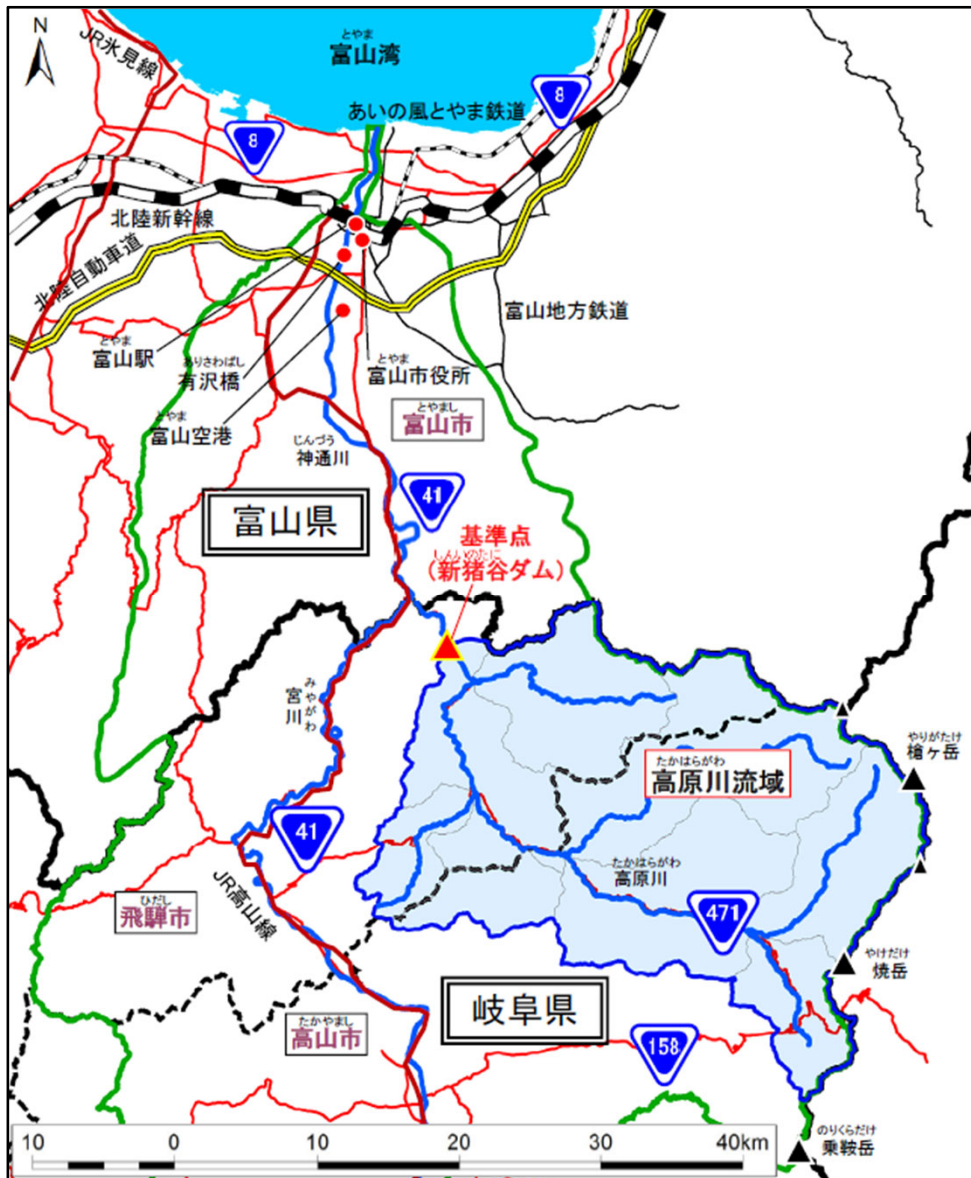 N
JR氷見線
とやま
富山湾
8
あいの風とやま鉄道
8
北陸新幹線
北陸自動車道
富山地方鉄道
とやま
富山駅
ありさわばし
有沢橋
とやま
富山市役所
とやま
富山空港
とやまし
富山市
じんづう
神通川
41
富山県
基準点
しんいのたに
(新猪谷ダム)
みやがわ
宮川
やりがたけ
槍ヶ岳
たかはらがわ
高原川流域
41
たかはらがわ
高原川
JR高山線
471
ひだし
飛騨市
やけだけ
焼岳
岐阜県
たかやまし
高山市
158
のりくらだけ
乗鞍岳
10 0 10 20 30 40km